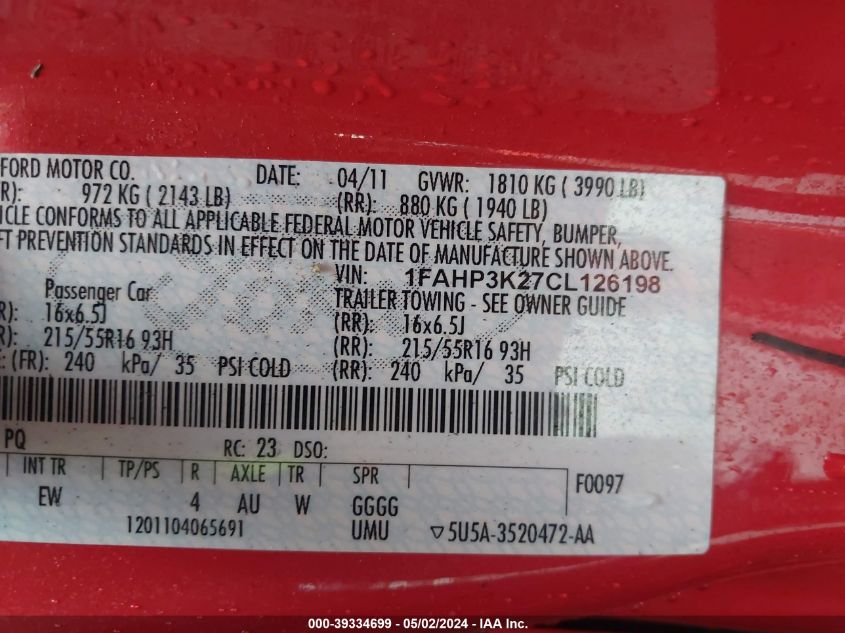 FORD MOTOR CO. DATE: 04/11 GVWR: 1810 KG ( 3990 LB)
R): 972 KG ( 2143 LB) (RR): 880 KG ( 1940 LB)
ICLE CONFORMS TO ALL APPLICABLE FEDERAL MOTOR VEHICLE SAFETY, BUMPER,
FT PREVENTION STANDARDS IN EFFECT ON THE DATE OF MANUFACTURE SHOWN ABOVE.
VIN: 1FAHP3K27CL126198
Passenger Car TRAILER TOWING - SEE OWNER GUIDE
R): 16x6.5J (RR): 16x6.5J
R): 215/55R16 93H (RR): 215/55R16 93H
E: (FR): 240 kPa/ 35 PSI COLD (RR): 240 kPa/ 35 PSI COLD
PQ RC: 23 DSO:
INT TR TP/PS R AXLE TR SPR F0097
EW 4 AU W GGGG
1201104065691 UMU ▽5U5A-3520472-AA
000-39334699 - 05/02/2024 - IAA Inc.